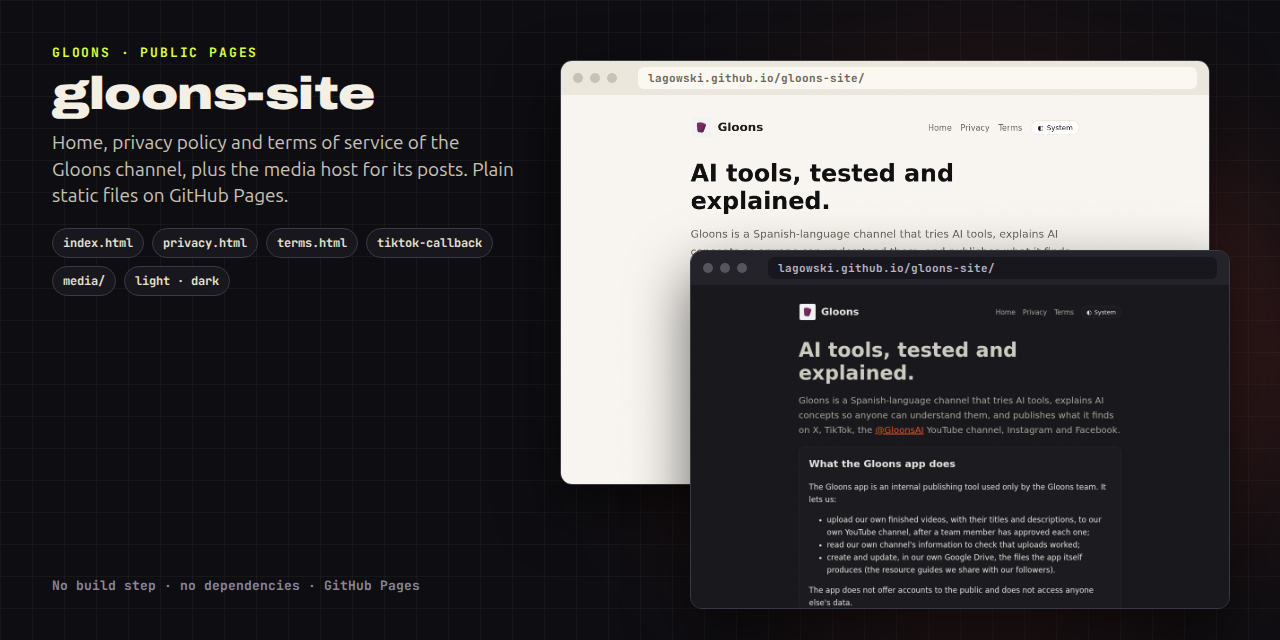 GLOONS · PUBLIC PAGES
gloons-site
Home, privacy policy and terms of service of the
Gloons channel, plus the media host for its posts. Plain
static files on GitHub Pages.
index.html
privacy.html
terms.html
tiktok-callback
media/
light · dark
No build step · no dependencies · GitHub Pages
lagowski.github.io/gloons-site/
Gloons
Home Privacy Terms ◐ System
AI tools, tested and
explained.
Gloons is a Spanish-language channel that tries AI tools, explains AI
lagowski.github.io/gloons-site/
Gloons
Home Privacy Terms ◐ System
AI tools, tested and
explained.
Gloons is a Spanish-language channel that tries AI tools, explains AI
concepts so anyone can understand them, and publishes what it finds
on X, TikTok, the @GloonsAI YouTube channel, Instagram and Facebook.
What the Gloons app does
The Gloons app is an internal publishing tool used only by the Gloons team. It
lets us:
• upload our own finished videos, with their titles and descriptions, to our
own YouTube channel, after a team member has approved each one;
• read our own channel's information to check that uploads worked;
• create and update, in our own Google Drive, the files the app itself
produces (the resource guides we share with our followers).
The app does not offer accounts to the public and does not access anyone
else's data.